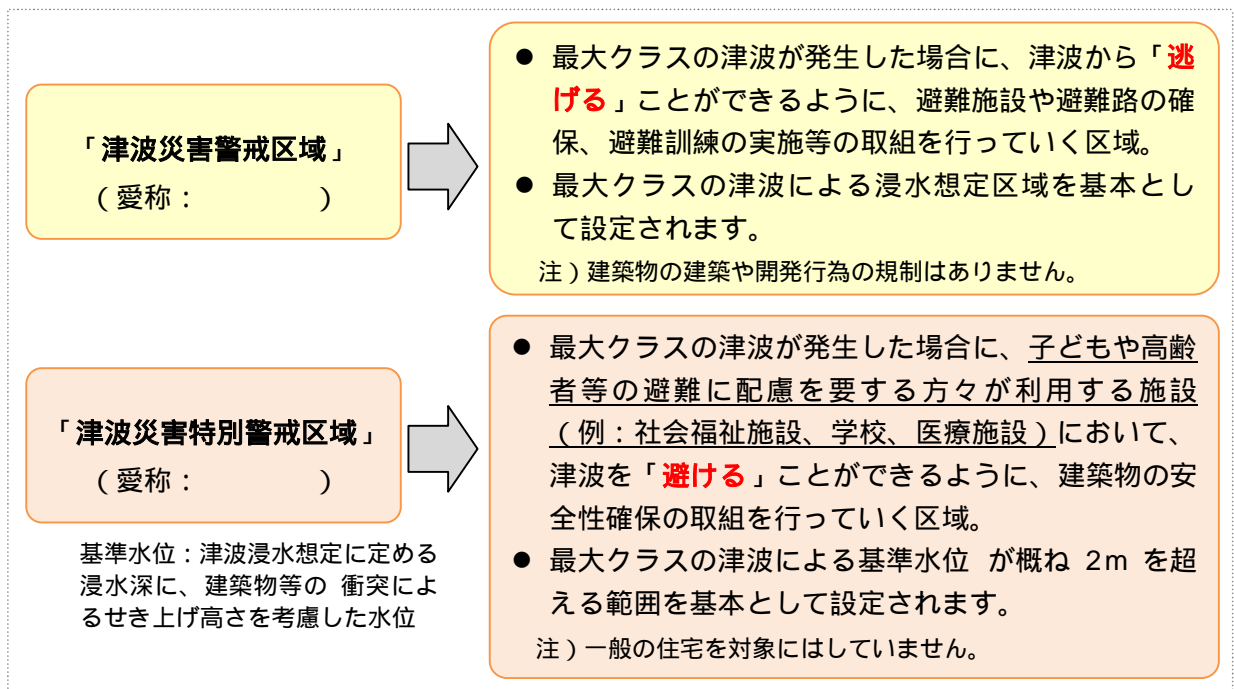 「津波災害警戒区域」
（愛称：　　　　　）
● 最大クラスの津波が発生した場合に、津波から「逃
げる」ことができるように、避難施設や避難路の確
保、避難訓練の実施等の取組を行っていく区域。
● 最大クラスの津波による浸水想定区域を基本とし
て設定されます。
注）建築物の建築や開発行為の規制はありません。
「津波災害特別警戒区域」
（愛称：　　　　　）
基準水位：津波浸水想定に定める
浸水深に、建築物等の 衝突によ
るせき上げ高さを考慮した水位
● 最大クラスの津波が発生した場合に、子どもや高齢
者等の避難に配慮を要する方々が利用する施設
（例：社会福祉施設、学校、医療施設）において、
津波を「避ける」ことができるように、建築物の安
全性確保の取組を行っていく区域。
● 最大クラスの津波による基準水位 が概ね 2m を超
える範囲を基本として設定されます。
注）一般の住宅を対象にはしていません。